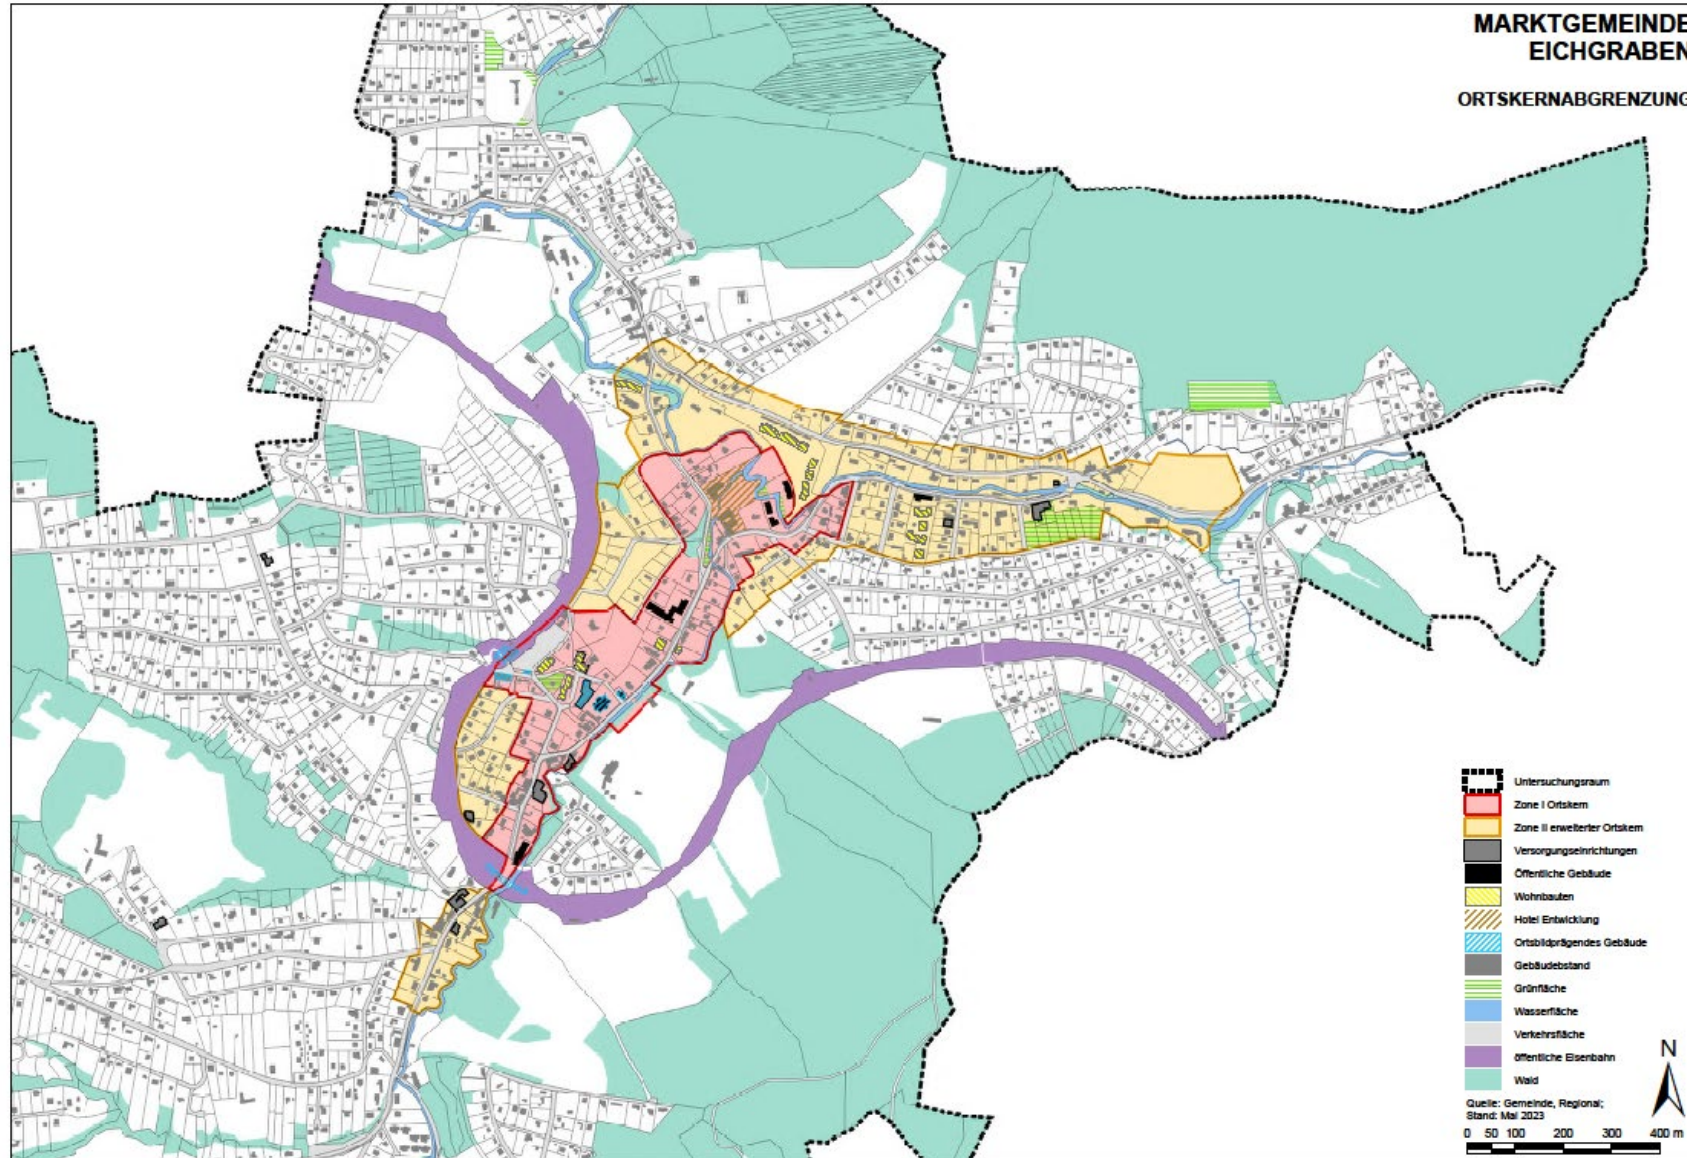 MARKTGEMEINDE
EICHGRABEN
ORTSKERNABGRENZUNG
Untersuchungsraum
Zone I Ortskern
Zone II erweiterter Ortskern
Versorgungseinrichtungen
Öffentliche Gebäude
Wohnbauten
Hotel Entwicklung
Ortsbildprägendes Gebäude
Gebäudebstand
Grünfläche
Wasserfläche
Verkehrsfläche
öffentliche Eisenbahn
Wald
N
Quelle: Gemeinde, Regional;
Stand: Mai 2023
0 50 100 200 300 400 m